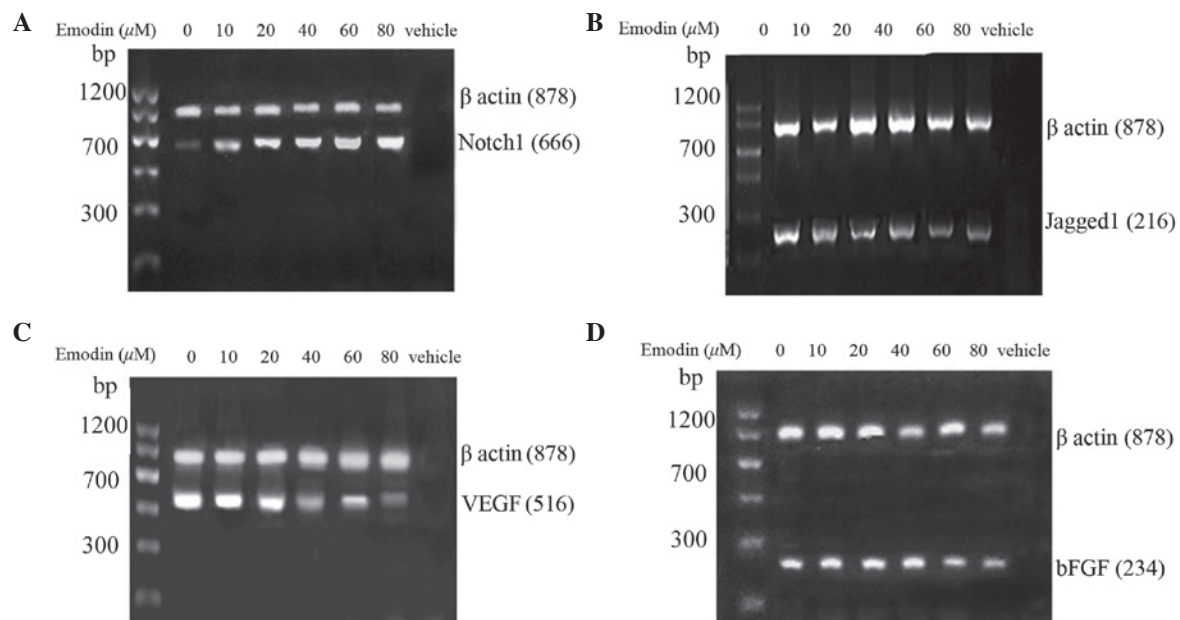 A
Emodin (μM) 0 10 20 40 60 80 vehicle
bp
1200
β actin (878)
700
Notch1 (666)
300
B
Emodin (μM) 0 10 20 40 60 80 vehicle
bp
1200
β actin (878)
700
300
Jagged1 (216)
C
Emodin (μM) 0 10 20 40 60 80 vehicle
bp
1200
β actin (878)
700
VEGF (516)
300
D
Emodin (μM) 0 10 20 40 60 80 vehicle
bp
1200
β actin (878)
700
300
bFGF (234)